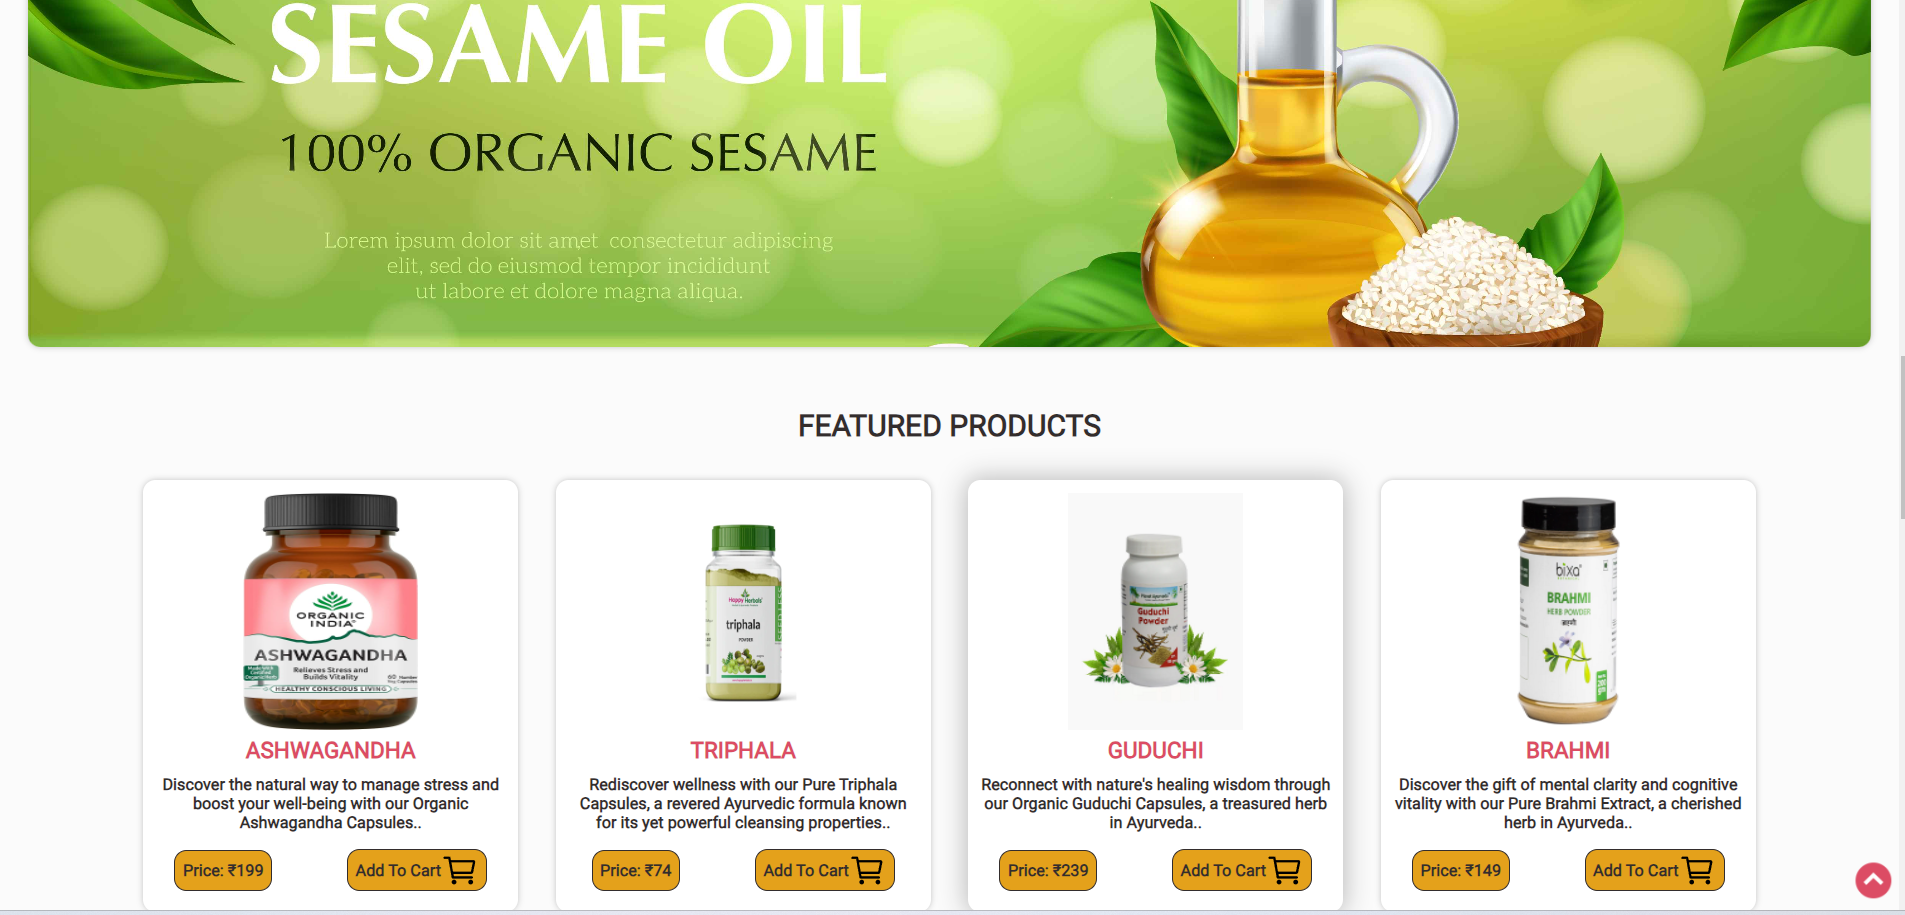 SESAME OIL
100% ORGANIC SESAME
Lorem ipsum dolor sit amet consectetur adipiscing
elit, sed do eiusmod tempor incididunt
ut labore et dolore magna aliqua.
FEATURED PRODUCTS
ORGANIC
INDIA
ASHWAGANDHA
Relieves Stress and
Builds Vitality
HEALTHY CONSCIOUS LIVING
ASHWAGANDHA
Discover the natural way to manage stress and
boost your well-being with our Organic
Ashwagandha Capsules..
Price: ₹199
Add To Cart
Happy Herbals
triphala
POWDER
TRIPHALA
Rediscover wellness with our Pure Triphala
Capsules, a revered Ayurvedic formula known
for its yet powerful cleansing properties..
Price: ₹74
Add To Cart
Guduchi
Powder
GUDUCHI
Reconnect with nature's healing wisdom through
our Organic Guduchi Capsules, a treasured herb
in Ayurveda..
Price: ₹239
Add To Cart
bixa
BRAHMI
HERB POWDER
ब्राह्मी
BRAHMI
Discover the gift of mental clarity and cognitive
vitality with our Pure Brahmi Extract, a cherished
herb in Ayurveda..
Price: ₹149
Add To Cart